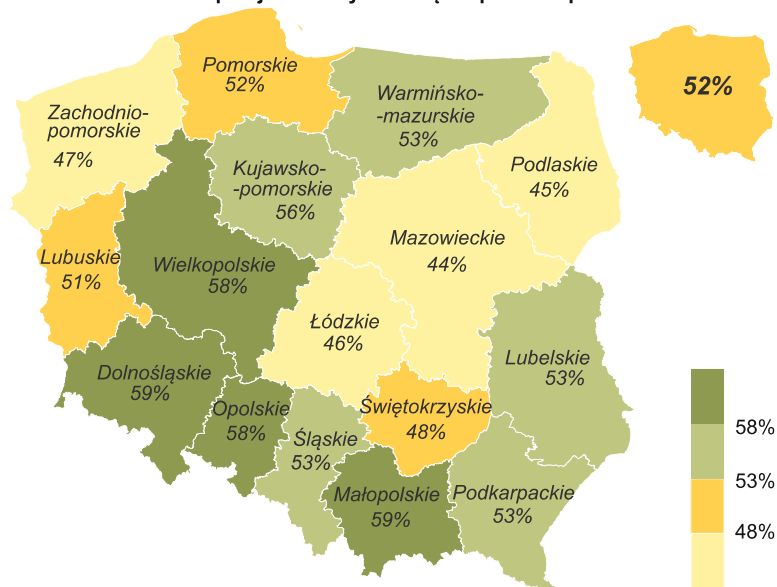 Pomorskie
52%
52%
Zachodnio-
pomorskie
47%
Warmińsko-
-mazurskie
53%
Podlaskie
45%
Kujawsko-
-pomorskie
56%
Mazowieckie
44%
Lubuskie
51%
Wielkopolskie
58%
Łódzkie
46%
Lubelskie
53%
Dolnośląskie
59%
Opolskie
58%
Śląskie
53%
Świętokrzyskie
48%
Małopolskie
59%
Podkarpackie
53%
58%
53%
48%